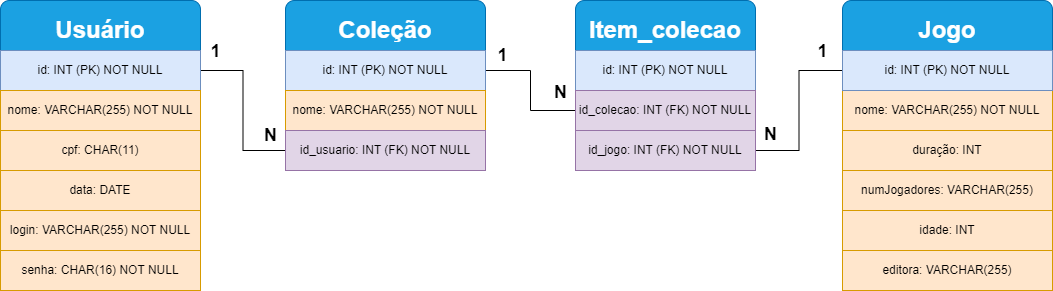 Usuário
id: INT (PK) NOT NULL
nome: VARCHAR(255) NOT NULL
cpf: CHAR(11)
data: DATE
login: VARCHAR(255) NOT NULL
senha: CHAR(16) NOT NULL
1
N
Coleção
id: INT (PK) NOT NULL
nome: VARCHAR(255) NOT NULL
id_usuario: INT (FK) NOT NULL
1
N
Item_colecao
id: INT (PK) NOT NULL
id_colecao: INT (FK) NOT NULL
id_jogo: INT (FK) NOT NULL
1
N
Jogo
id: INT (PK) NOT NULL
nome: VARCHAR(255) NOT NULL
duração: INT
numJogadores: VARCHAR(255)
idade: INT
editora: VARCHAR(255)